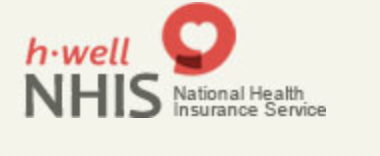 h·well
NHIS National Health
Insurance Service